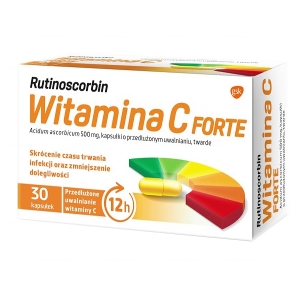 Rutinoscorbin
gsk
Witamina C FORTE
Acidum ascorbicum 500 mg, kapsułki o przedłużonym uwalnianiu, twarde
Skrócenie czasu trwania
infekcji oraz zmniejszenie
dolegliwości
30
kapsułek
Przedłużone
uwalnianie
witaminy C
12h
Rutinoscorbin
Witamina C FORTE